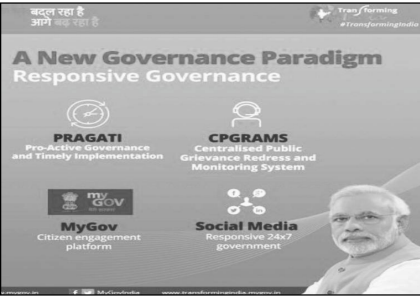 बदल रहा है
आगे बढ़ रहा है
Transforming
#TransformingIndia
A New Governance Paradigm
Responsive Governance
PRAGATI
Pro-Active Governance
and Timely Implementation
CPGRAMS
Centralised Public
Grievance Redress and
Monitoring System
my
GOV
MyGov
Citizen engagement
platform
Social Media
Responsive 24x7
government
MyGovIndia
www.transformingindia.mygov.in